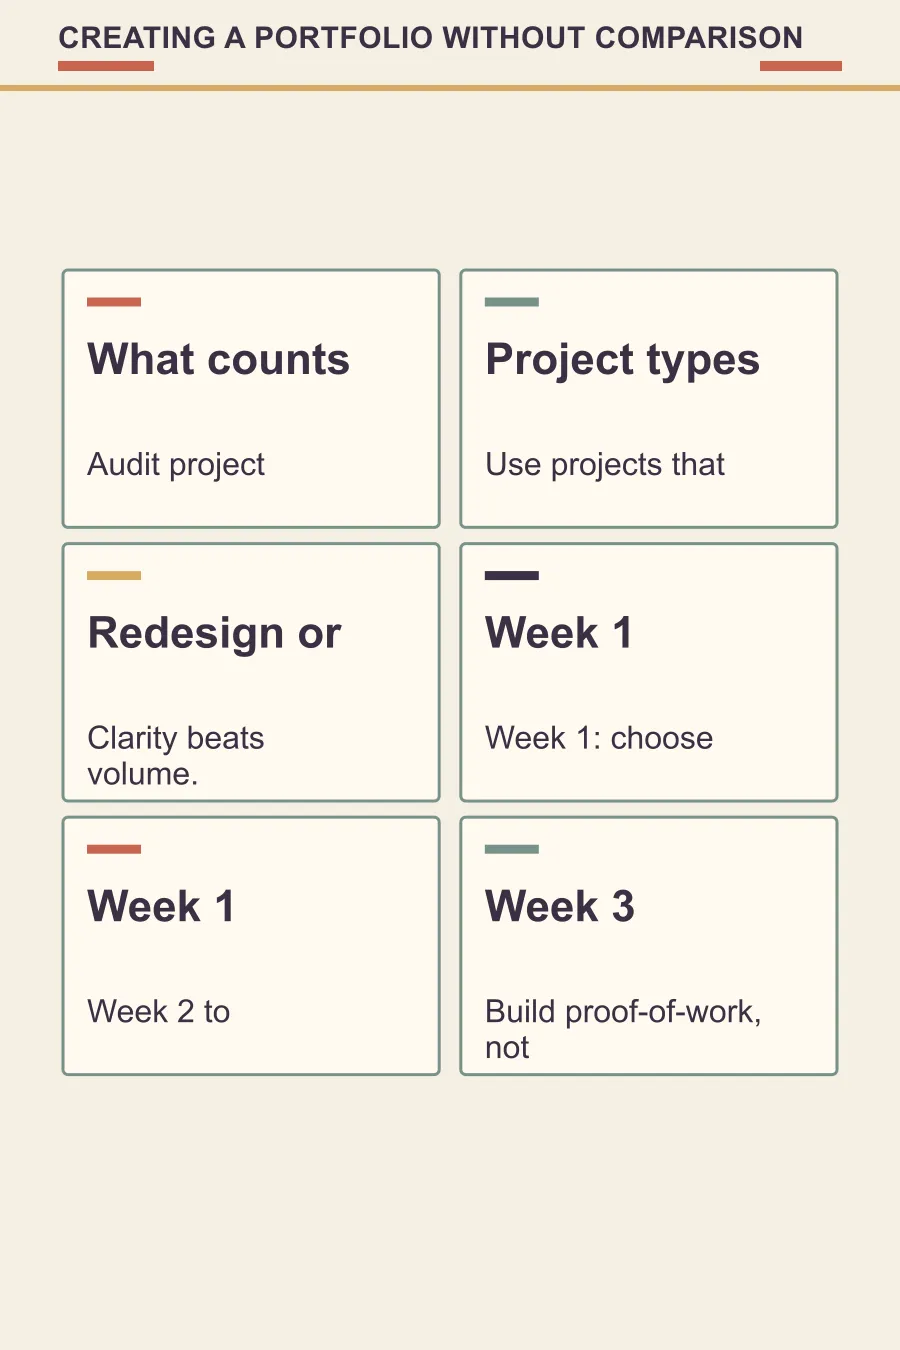 CREATING A PORTFOLIO WITHOUT COMPARISON
What counts
Audit project
Project types
Use projects that
Redesign or
Clarity beats
volume.
Week 1
Week 1: choose
Week 1
Week 2 to
Week 3
Build proof-of-work,
not